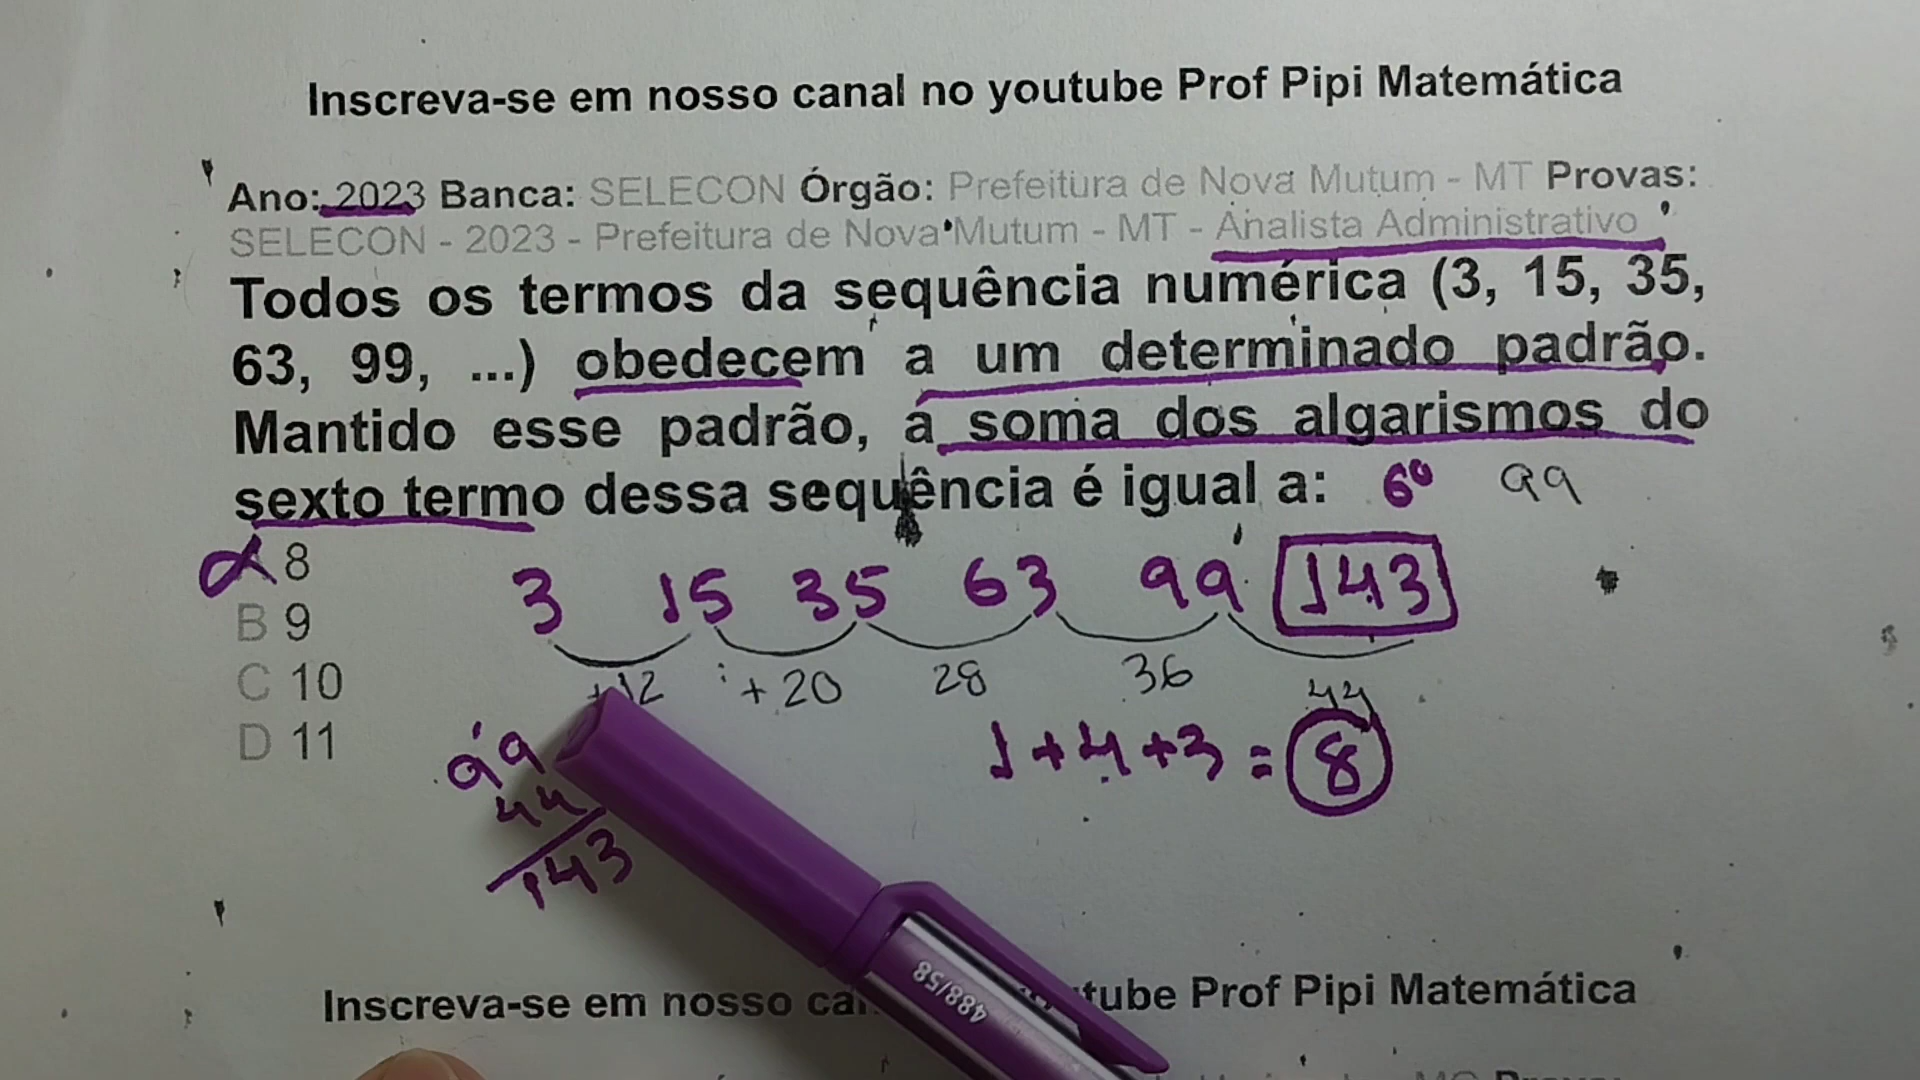 Inscreva-se em nosso canal no youtube Prof Pipi Matemática
Ano: 2023 Banca: SELECON Órgão: Prefeitura de Nova Mutum - MT Provas:
SELECON - 2023 - Prefeitura de Nova Mutum - MT - Analista Administrativo
Todos os termos da sequência numérica (3, 15, 35,
63, 99, ...) obedecem a um determinado padrão.
Mantido esse padrão, a soma dos algarismos do
sexto termo dessa sequência é igual a: 6º 99
8
B 9
C 10
D 11
3 15 35 63 99 143
+12 +20 28 36 44
99
44
143
1+4+3=8
488/58
Inscreva-se em nosso tube Prof Pipi Matemática